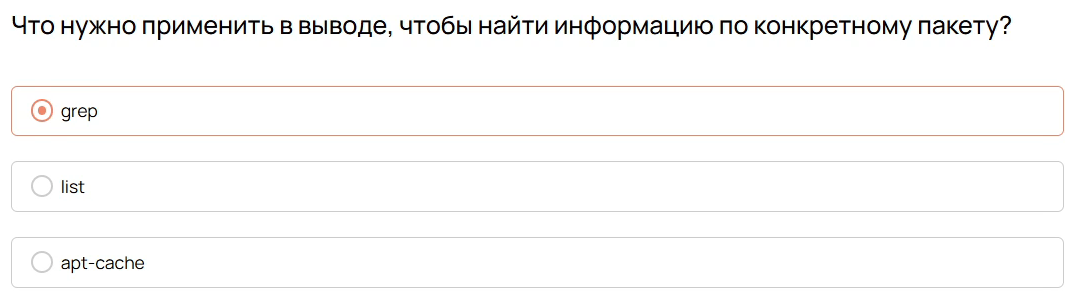 Что нужно применить в выводе, чтобы найти информацию по конкретному пакету?
grep
list
apt-cache